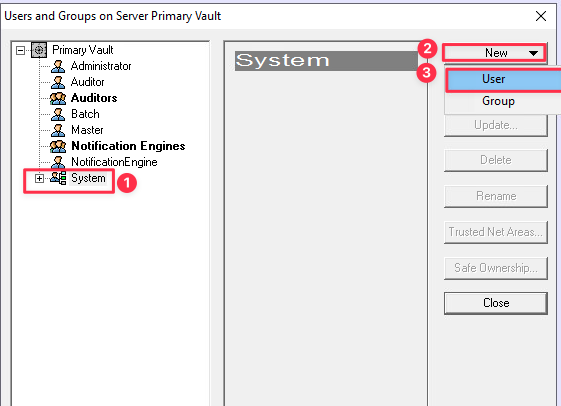 Users and Groups on Server Primary Vault
Primary Vault
Administrator
Auditor
Auditors
Batch
Master
Notification Engines
NotificationEngine
System
1
System
2
New
3
User
Group
Update...
Delete
Rename
Trusted Net Areas...
Safe Ownership...
Close